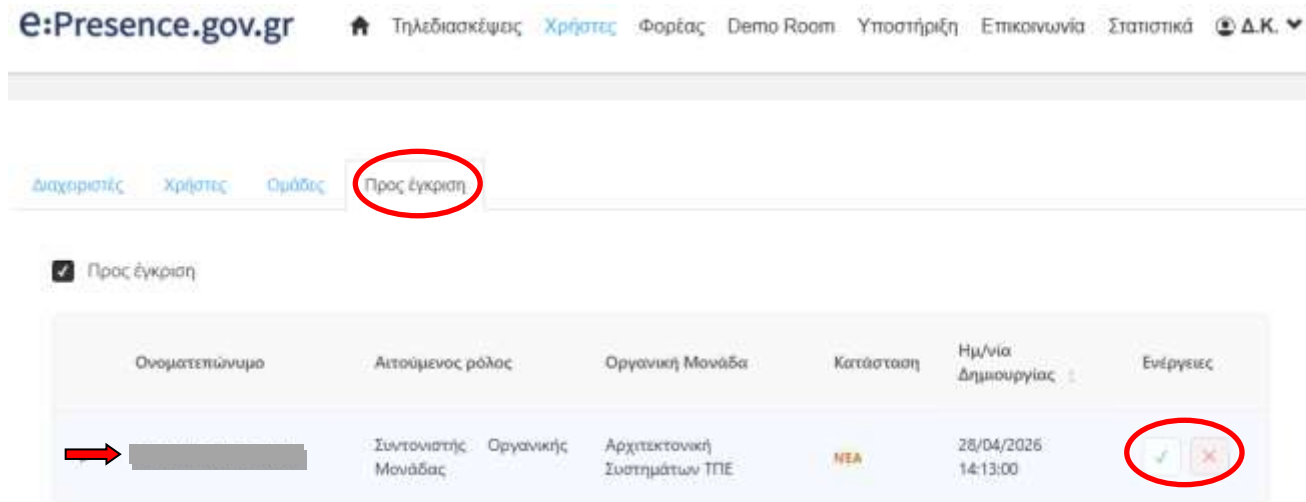 e:Presence.gov.gr Τηλεδιασκέψεις Χρήστες Φορέας Demo Room Υποστήριξη Επικοινωνία Στατιστικά Δ.Κ.
Διαχειριστές Χρήστες Ομάδες Προς έγκριση
Προς έγκριση
Ονοματεπώνυμο Αιτούμενος ρόλος Οργανική Μονάδα Κατάσταση Ημ/νία Δημιουργίας Ενέργειες
Συντονιστής Οργανικής Μονάδας Αρχιτεκτονική Συστημάτων ΤΠΕ ΝΕΑ 28/04/2026 14:13:00